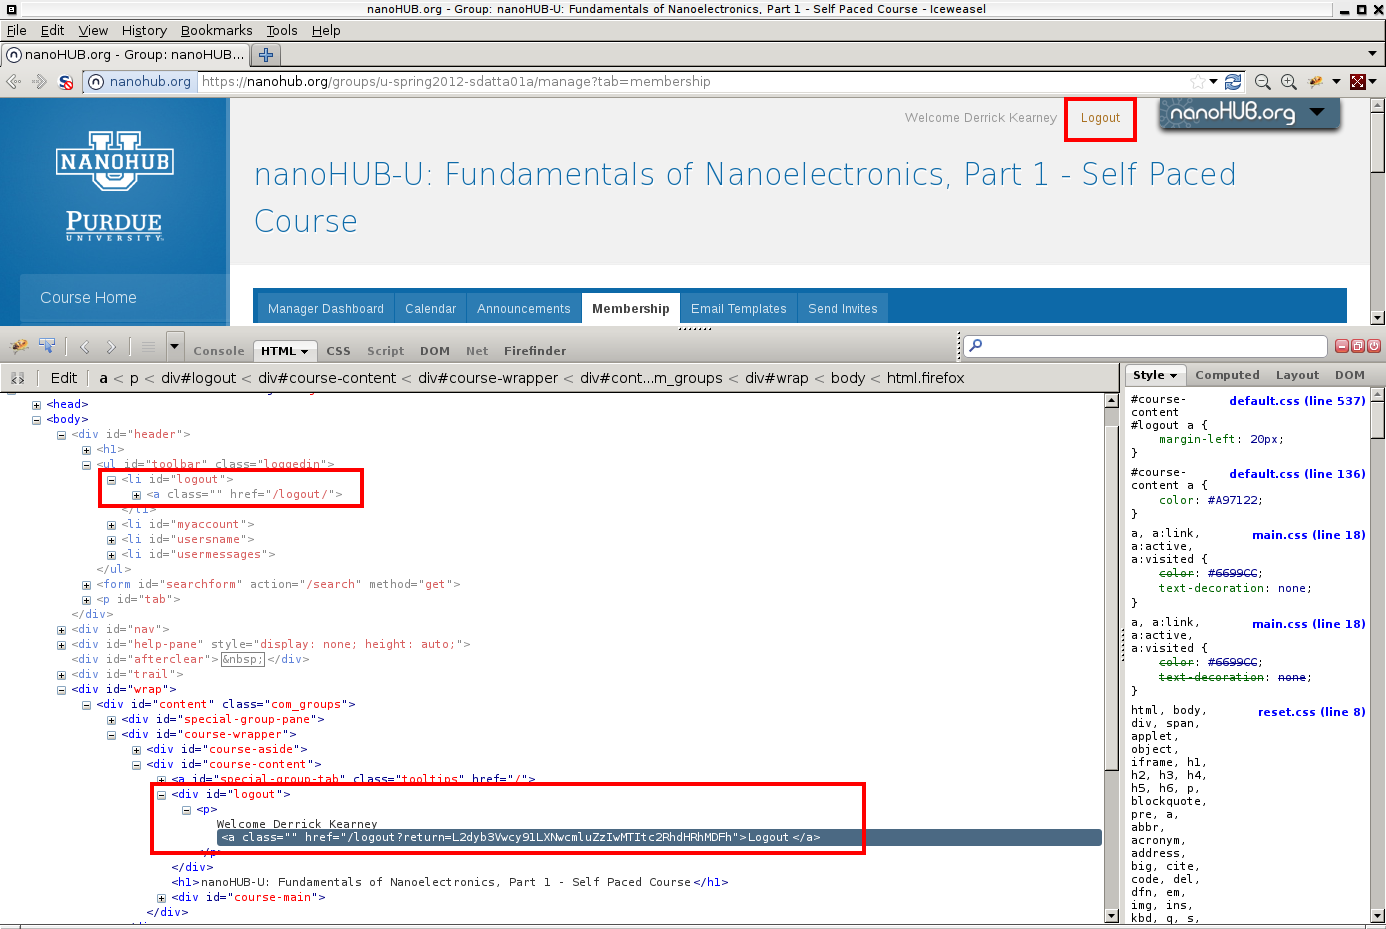 nanoHUB.org - Group: nanoHUB-U: Fundamentals of Nanoelectronics, Part 1 - Self Paced Course - Iceweasel
File Edit View History Bookmarks Tools Help
nanoHUB.org - Group: nanoHUB...
nanohub.org https://nanohub.org/groups/u-spring2012-sdatta01a/manage?tab=membership
Welcome Derrick Kearney Logout nanoHUB.org
NANOHUB
PURDUE
UNIVERSITY
nanoHUB-U: Fundamentals of Nanoelectronics, Part 1 - Self Paced
Course
Course Home
Manager Dashboard Calendar Announcements Membership Email Templates Send Invites
Console HTML CSS Script DOM Net Firefinder
Edit a < p < div#logout < div#course-content < div#course-wrapper < div#cont...m_groups < div#wrap < body < html.firefox
<head>
<body>
<div id="header">
<h1>
<ul id="toolbar" class="loggedin">
<li id="logout">
<a class="" href="/logout/">
</li>
<li id="myaccount">
<li id="usersname">
<li id="usermessages">
</ul>
<form id="searchform" action="/search" method="get">
<p id="tab">
</div>
<div id="nav">
<div id="help-pane" style="display: none; height: auto;">
<div id="afterclear">&nbsp;</div>
<div id="trail">
<div id="wrap">
<div id="content" class="com_groups">
<div id="special-group-pane">
<div id="course-wrapper">
<div id="course-aside">
<div id="course-content">
<a id="special-group-tab" class="tooltips" href="/">
<div id="logout">
<p>
Welcome Derrick Kearney
<a class="" href="/logout?return=L2dyb3Vwcy91LXNwcmluZzIwMTItc2RhdHRhMDFh">Logout</a>
</p>
</div>
<h1>nanoHUB-U: Fundamentals of Nanoelectronics, Part 1 - Self Paced Course</h1>
<div id="course-main">
</div>
Style Computed Layout DOM
#course- default.css (line 537)
content
#logout a {
margin-left: 20px;
}
#course- default.css (line 136)
content a {
color: #A97122;
}
a, a:link, main.css (line 18)
a:active,
a:visited {
color: #6699CC;
text-decoration: none;
}
a, a:link, main.css (line 18)
a:active,
a:visited {
color: #6699CC;
text-decoration: none;
}
html, body, reset.css (line 8)
div, span,
applet,
object,
iframe, h1,
h2, h3, h4,
h5, h6, p,
blockquote,
pre, a,
abbr,
acronym,
address,
big, cite,
code, del,
dfn, em,
img, ins,
kbd, q, s,